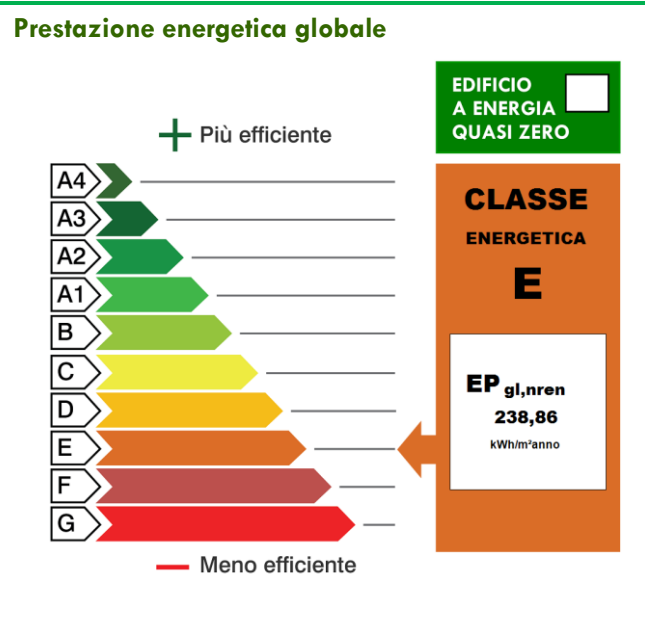 Prestazione energetica globale
EDIFICIO
A ENERGIA
QUASI ZERO
+ Più efficiente
A4
A3
A2
A1
B
C
D
E
F
G
— Meno efficiente
CLASSE
ENERGETICA
E
EP gl,nren
238,86
kWh/m²anno